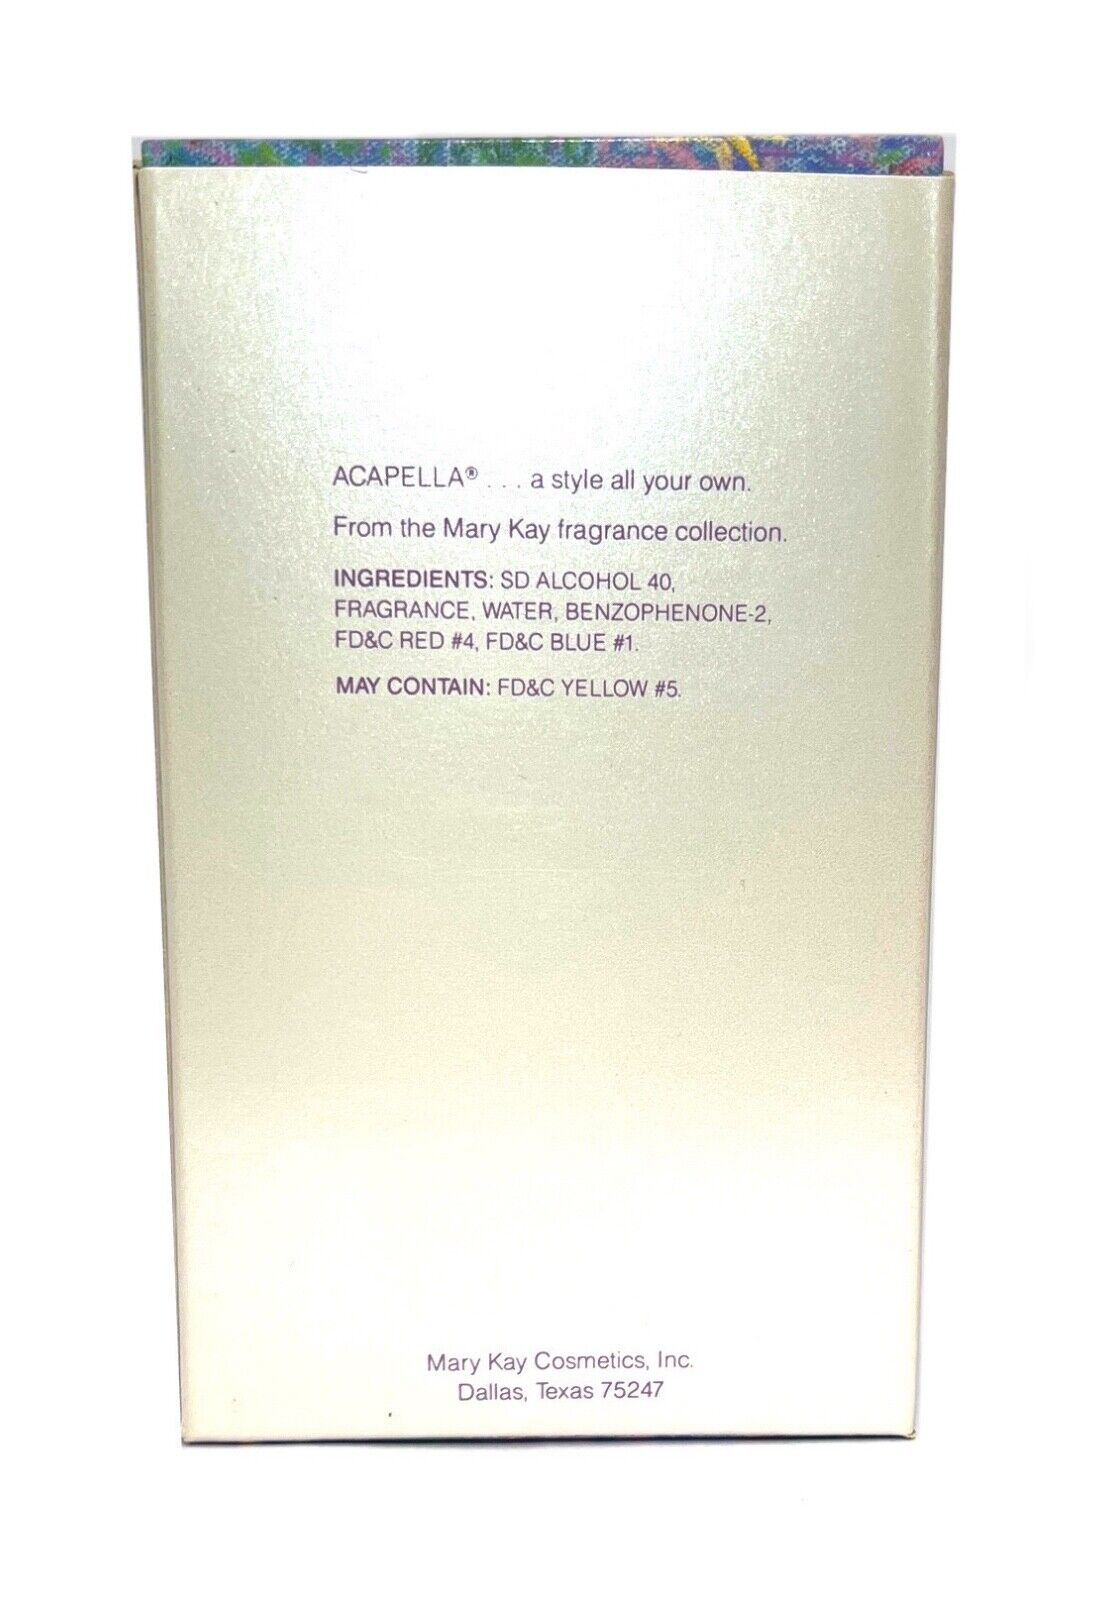 ACAPELLA® . . . a style all your own.
From the Mary Kay fragrance collection.
INGREDIENTS: SD ALCOHOL 40,
FRAGRANCE, WATER, BENZOPHENONE-2,
FD&C RED #4, FD&C BLUE #1.
MAY CONTAIN: FD&C YELLOW #5.
Mary Kay Cosmetics, Inc.
Dallas, Texas 75247